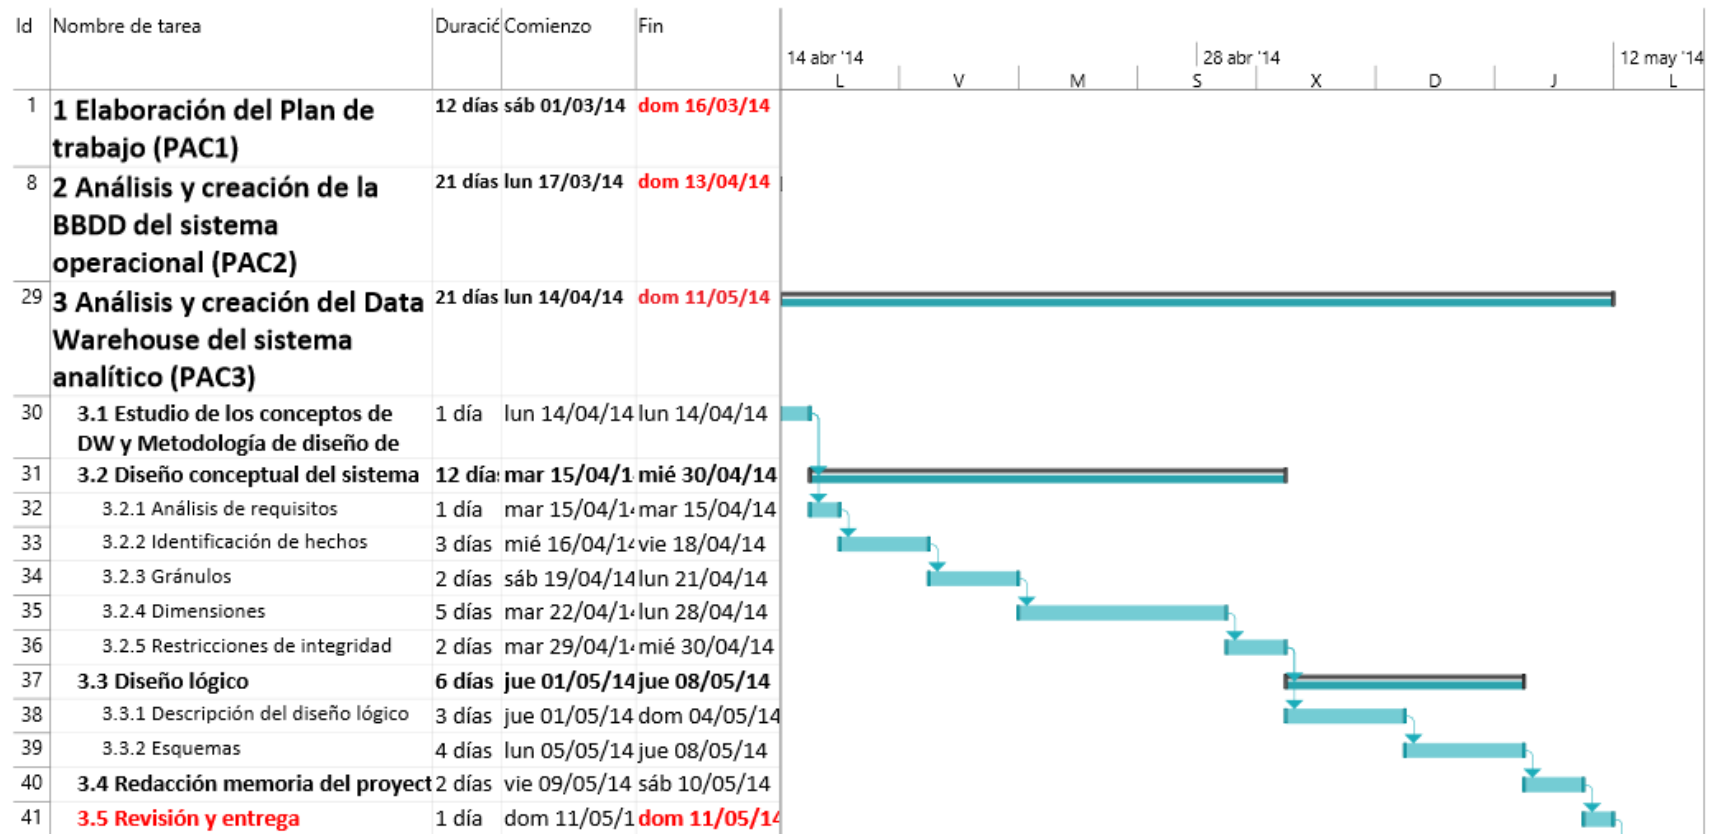 Id Nombre de tarea Duració Comienzo Fin
14 abr '14 28 abr '14 12 may '14
L V M S X D J L
1 1 Elaboración del Plan de 12 días sáb 01/03/14 dom 16/03/14
trabajo (PAC1)
8 2 Análisis y creación de la 21 días lun 17/03/14 dom 13/04/14
BBDD del sistema
operacional (PAC2)
29 3 Análisis y creación del Data 21 días lun 14/04/14 dom 11/05/14
Warehouse del sistema
analítico (PAC3)
30 3.1 Estudio de los conceptos de 1 día lun 14/04/14 lun 14/04/14
DW y Metodología de diseño de
31 3.2 Diseño conceptual del sistema 12 días mar 15/04/1 mié 30/04/14
32 3.2.1 Análisis de requisitos 1 día mar 15/04/14 mar 15/04/14
33 3.2.2 Identificación de hechos 3 días mié 16/04/14 vie 18/04/14
34 3.2.3 Gránulos 2 días sáb 19/04/14 lun 21/04/14
35 3.2.4 Dimensiones 5 días mar 22/04/14 lun 28/04/14
36 3.2.5 Restricciones de integridad 2 días mar 29/04/14 mié 30/04/14
37 3.3 Diseño lógico 6 días jue 01/05/14 jue 08/05/14
38 3.3.1 Descripción del diseño lógico 3 días jue 01/05/14 dom 04/05/14
39 3.3.2 Esquemas 4 días lun 05/05/14 jue 08/05/14
40 3.4 Redacción memoria del proyect 2 días vie 09/05/14 sáb 10/05/14
41 3.5 Revisión y entrega 1 día dom 11/05/1 dom 11/05/14